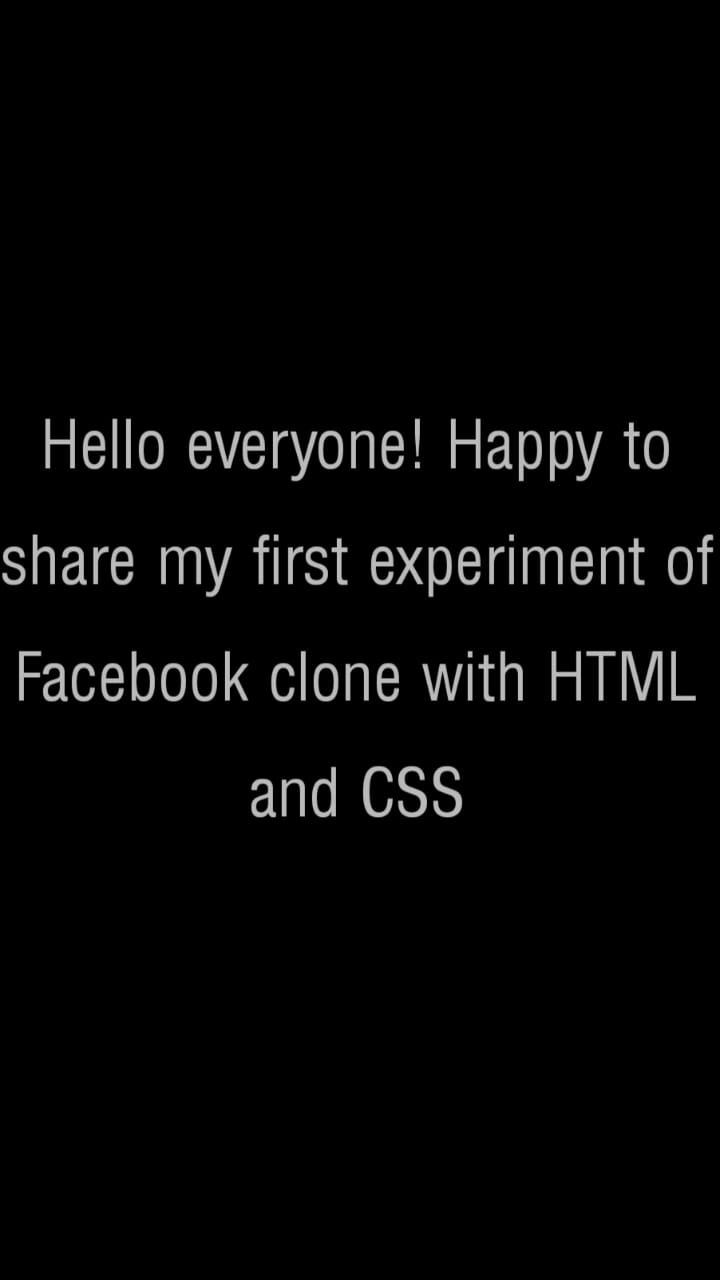 Hello everyone! Happy to
share my first experiment of
Facebook clone with HTML
and CSS